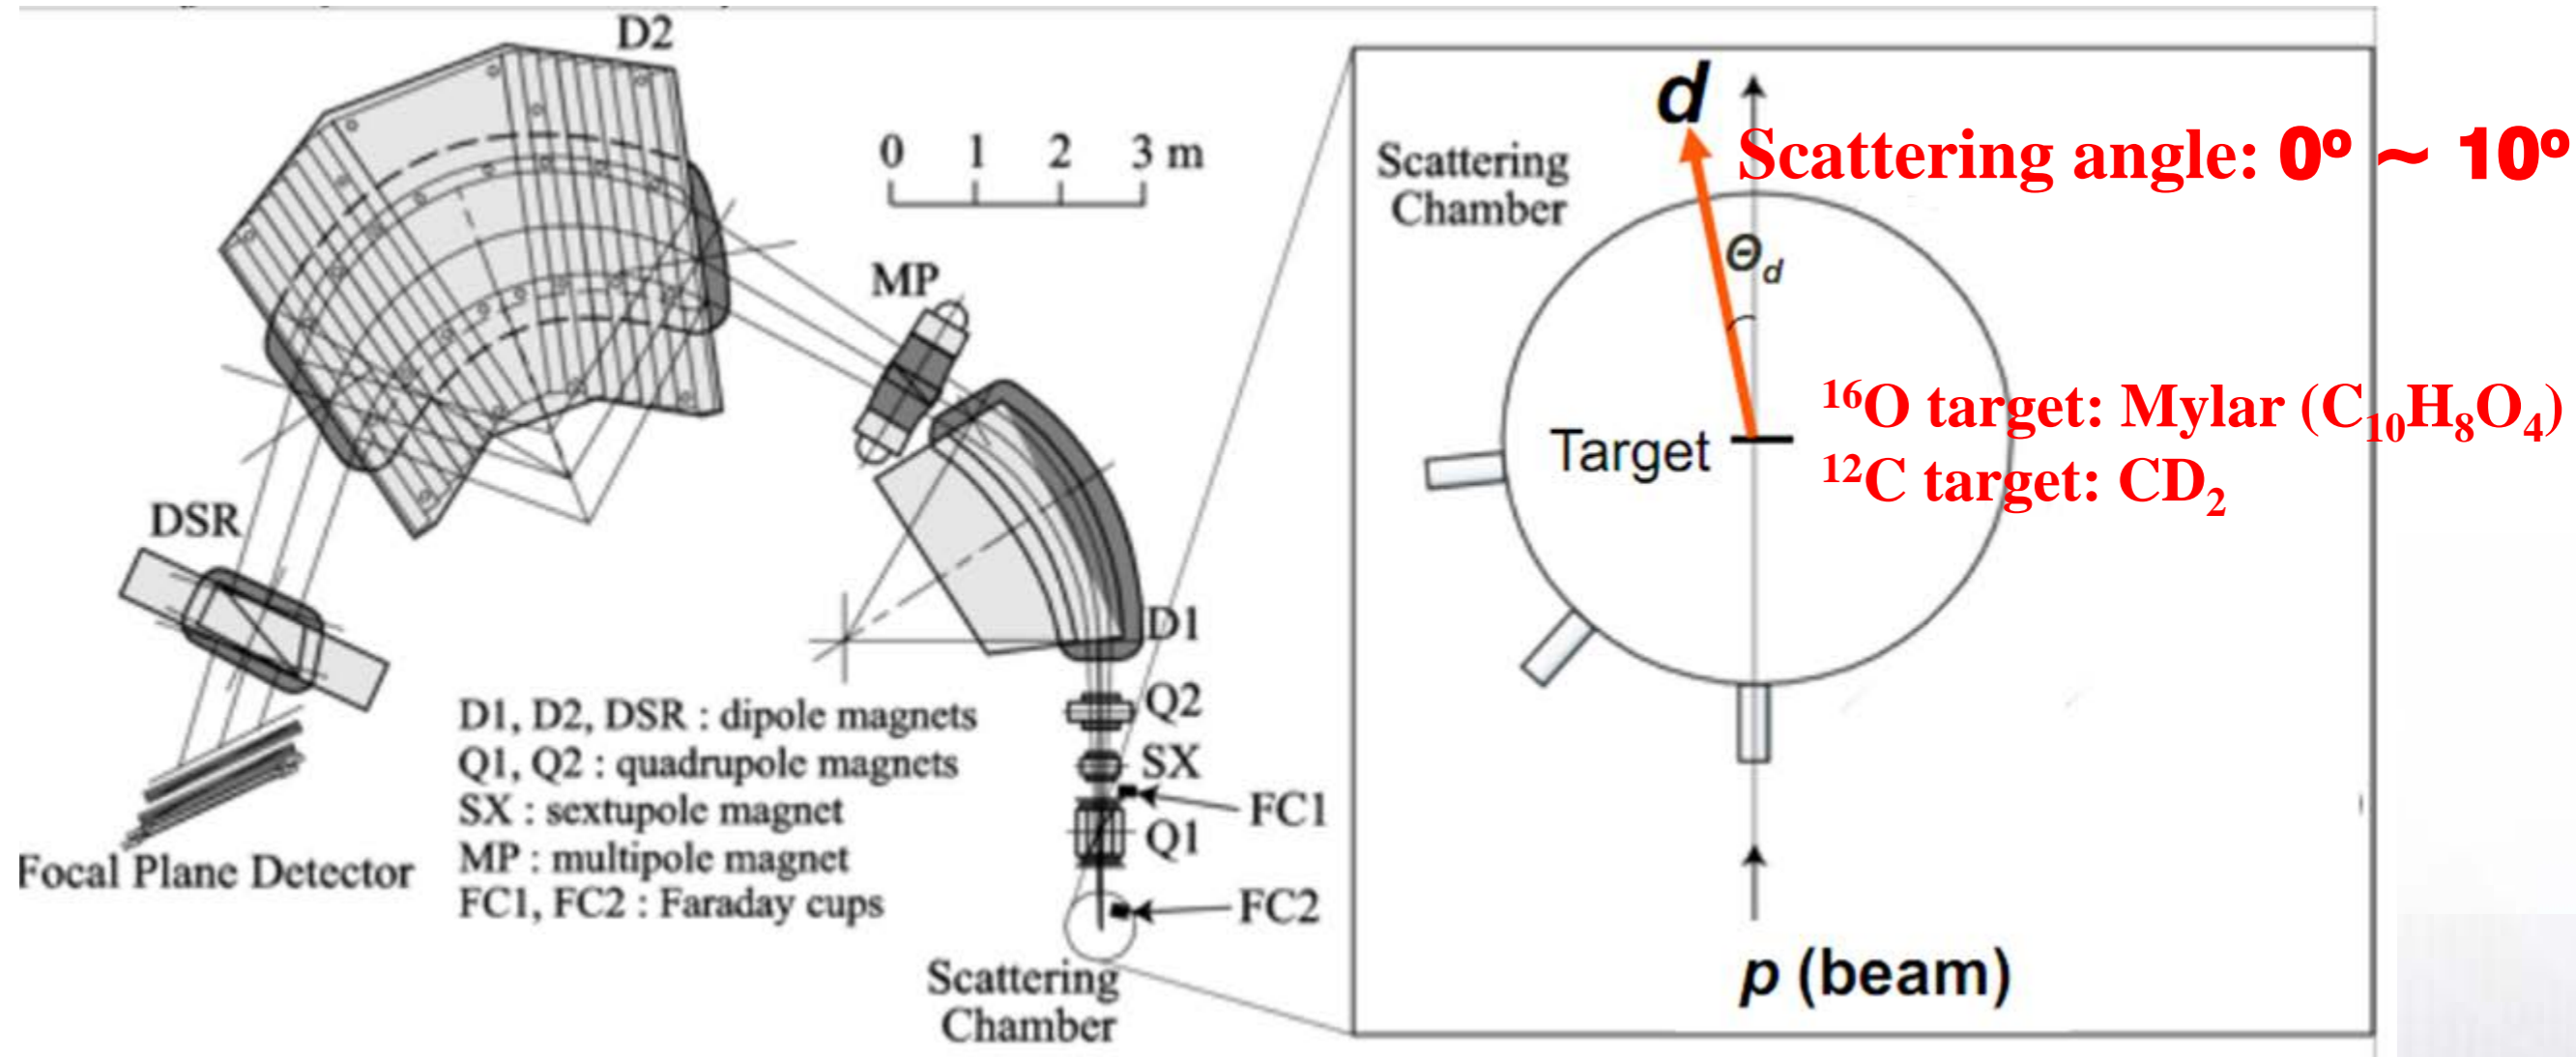 D2
0 1 2 3 m
MP
DSR
D1
Q2
SX
FC1
Q1
FC2
D1, D2, DSR : dipole magnets
Q1, Q2 : quadrupole magnets
SX : sextupole magnet
MP : multipole magnet
FC1, FC2 : Faraday cups
Focal Plane Detector
Scattering
Chamber
d
Scattering angle: 0º ~ 10º
Scattering
Chamber
Θd
16O target: Mylar (C10H8O4)
Target
12C target: CD2
p (beam)